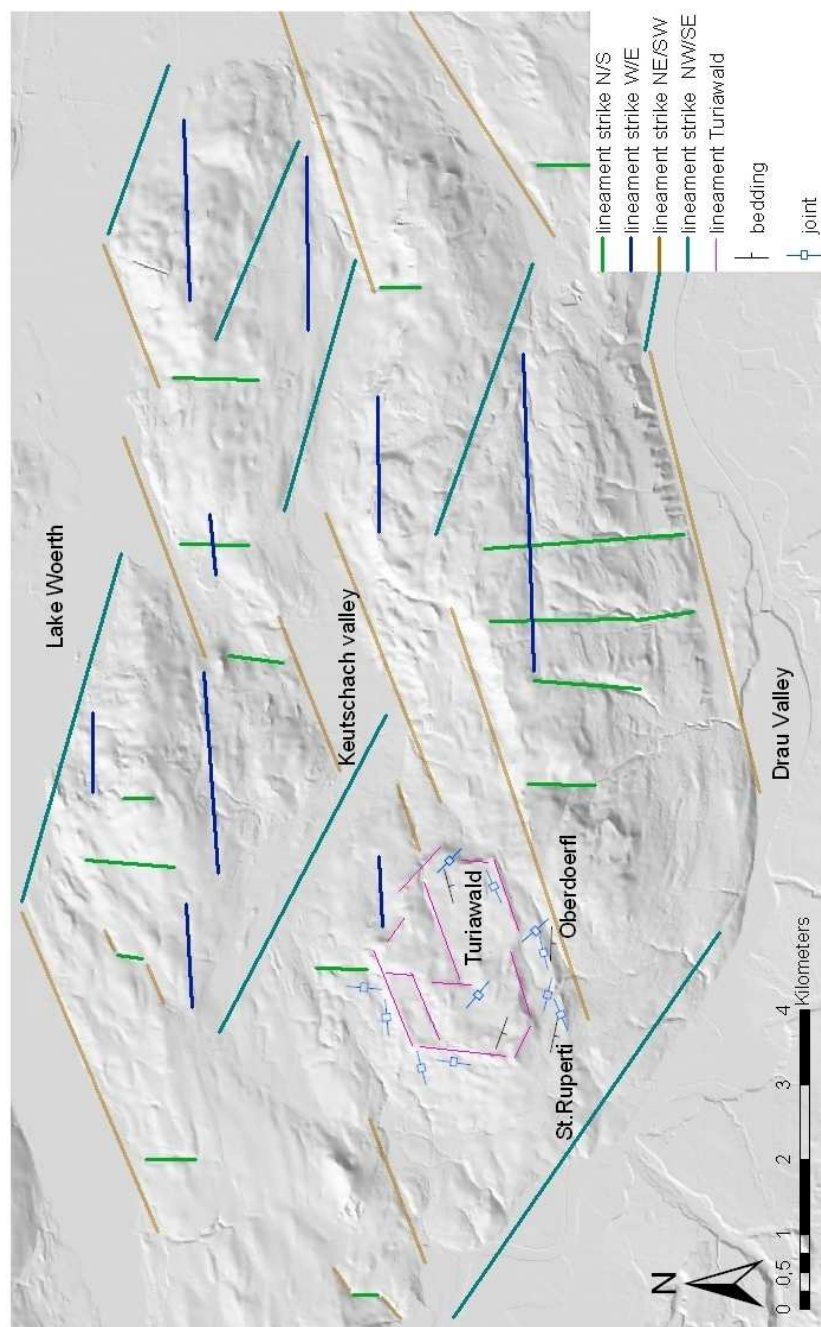 Lake Woerth
Keutschach valley
Turiawald
Oberdoerfl
St.Ruperti
Drau Valley
N
0 0,5 1 2 3 4
Kilometers
lineament strike N/S
lineament strike W/E
lineament strike NE/SW
lineament strike NW/SE
lineament Turiawald
bedding
joint